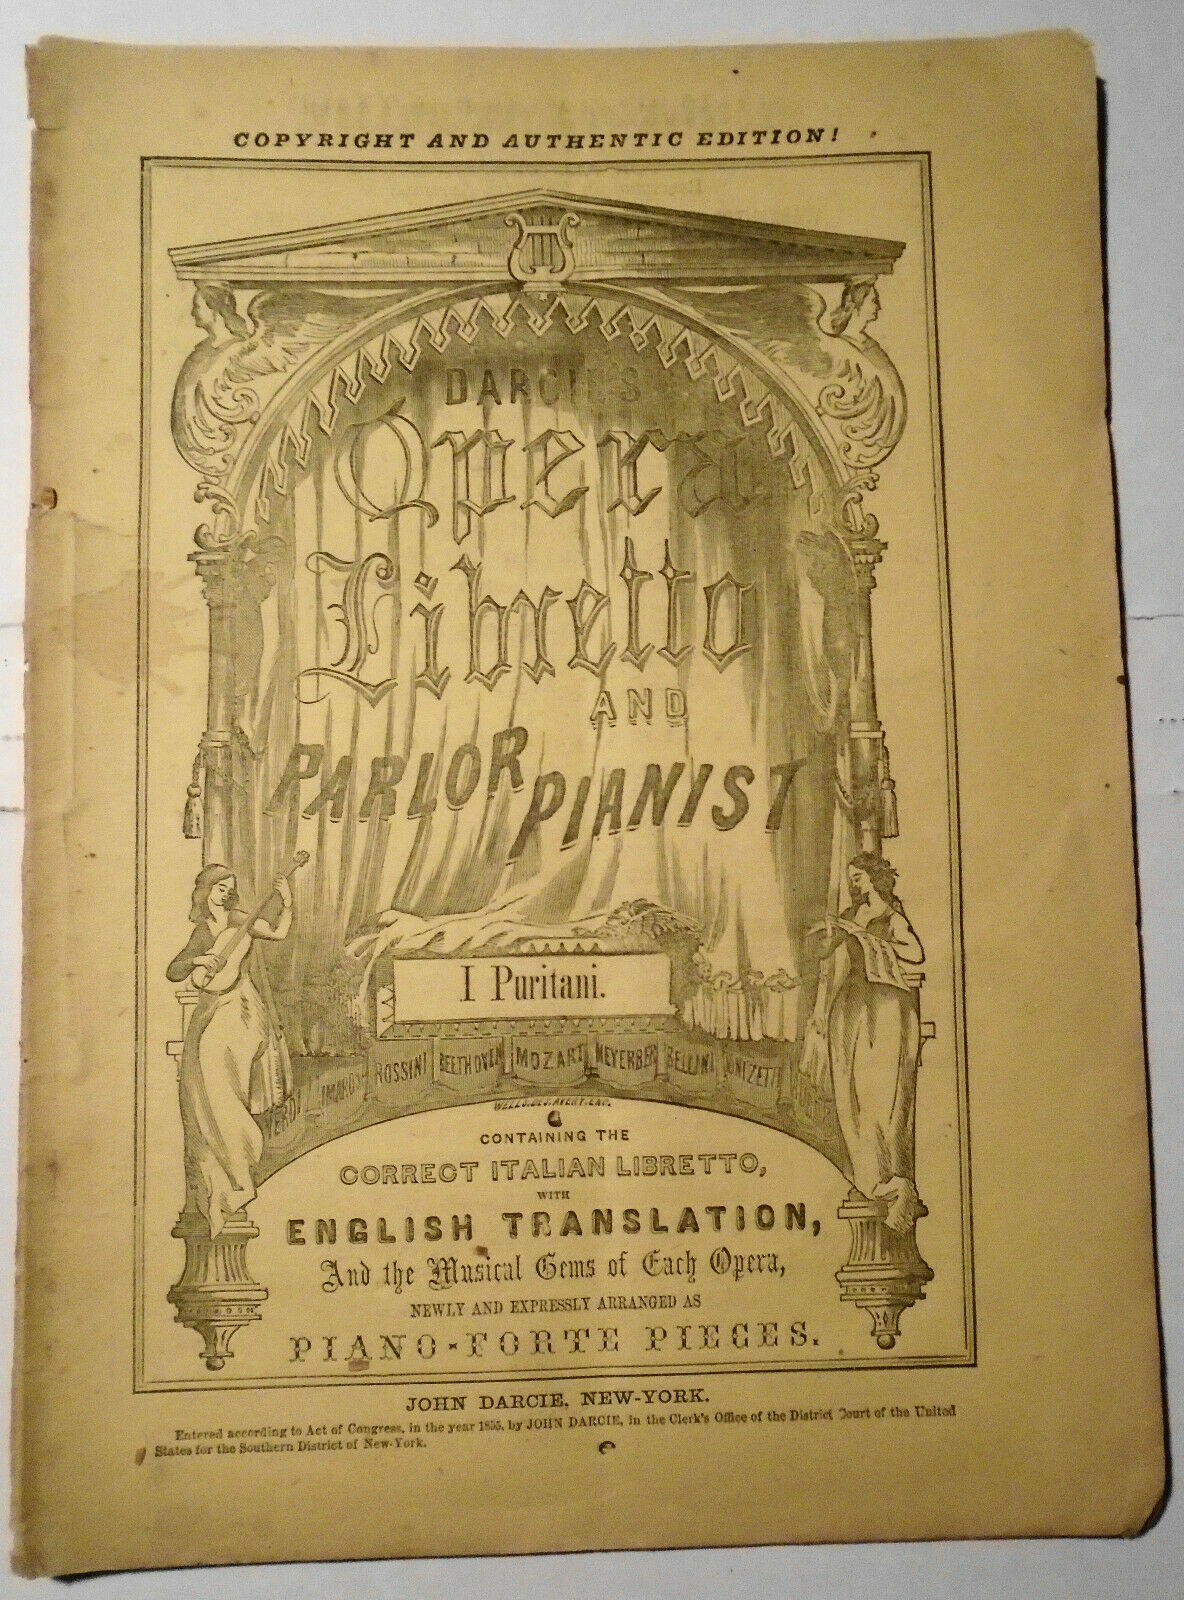 COPYRIGHT AND AUTHENTIC EDITION!
DARCIE'S
Opera
Libretto
AND
PARLOR
PIANIST
I Puritani.
VERDI ROSSINI BEETHOVEN MOZART MEYERBER BELLINI DONIZETTI
CONTAINING THE
CORRECT ITALIAN LIBRETTO,
WITH
ENGLISH TRANSLATION,
And the Musical Gems of Each Opera,
NEWLY AND EXPRESSLY ARRANGED AS
PIANO-FORTE PIECES.
JOHN DARCIE, NEW-YORK.
Entered according to Act of Congress, in the year 1855, by JOHN DARCIE, in the Clerk's Office of the District Court of the United
States for the Southern District of New-York.